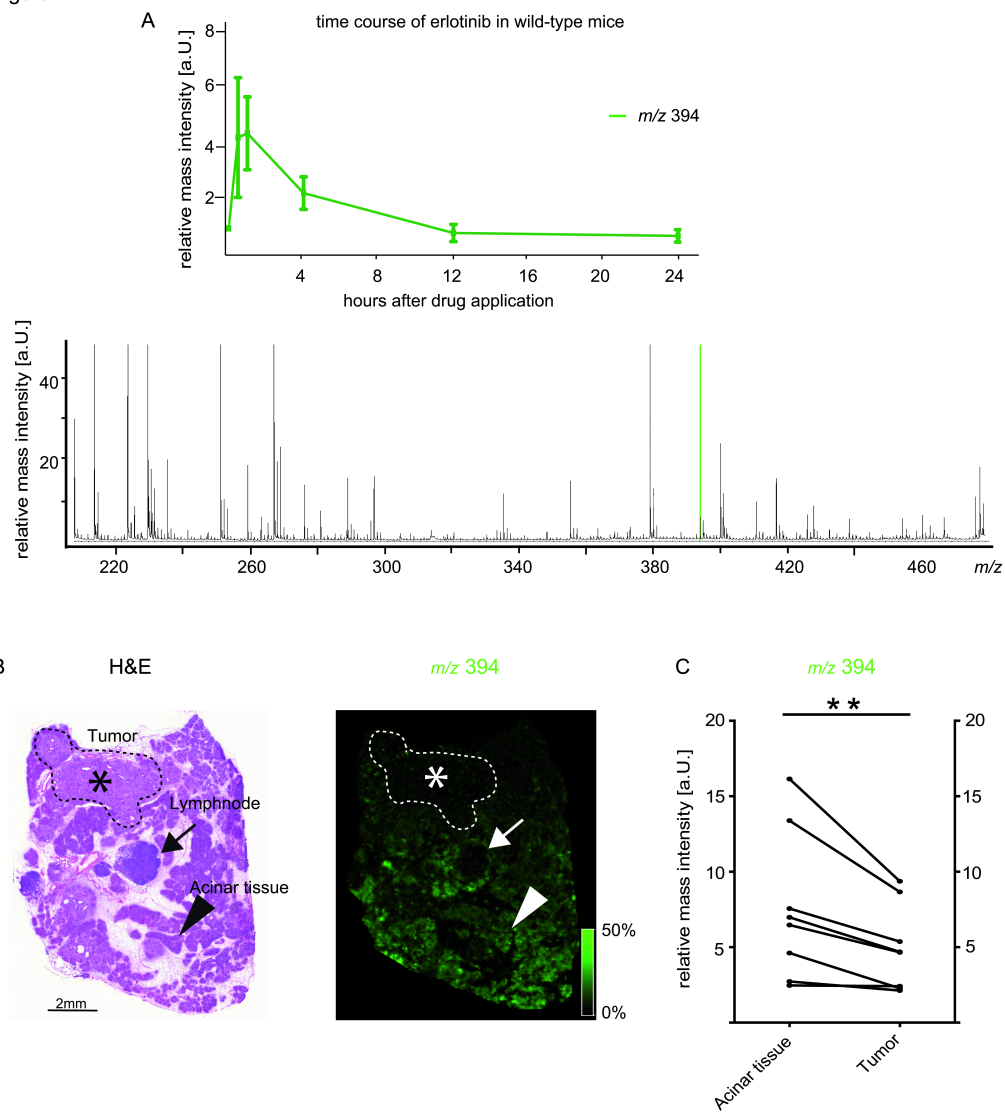 A
time course of erlotinib in wild-type mice
relative mass intensity [a.U.]
8
6
4
2
m/z 394
4 8 12 16 20 24
hours after drug application
relative mass intensity [a.U.]
40
20
220 260 300 340 380 420 460 m/z
H&E
m/z 394
Tumor
*
Lymphnode
Acinar tissue
2mm
*
50%
0%
C
m/z 394
**
relative mass intensity [a.U.]
20 20
15 15
10 10
5 5
Acinar tissue
Tumor